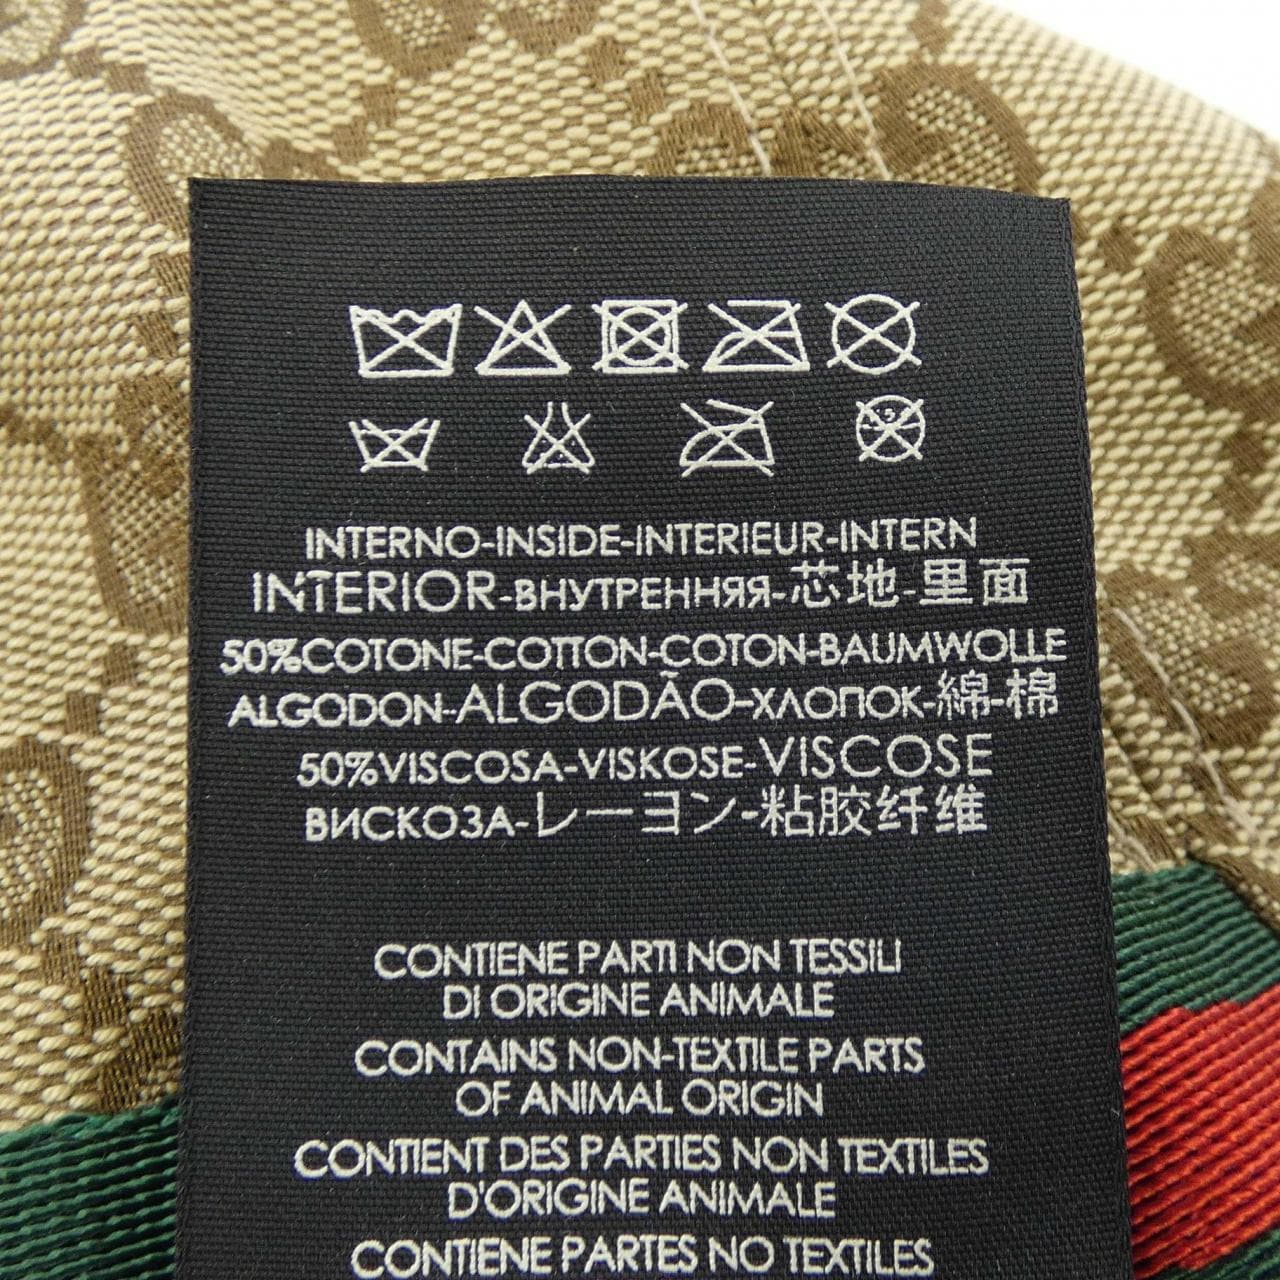 INTERNO-INSIDE-INTERIEUR-INTERN
INTERIOR-ВНУТРЕННЯЯ-芯地-里面
50%COTONE-COTTON-COTON-BAUMWOLLE
ALGODON-ALGODÃO-ХЛОПОК-綿-棉
50%VISCOSA-VISKOSE-VISCOSE
ВИСКОЗА-レーヨン-粘胶纤维
CONTIENE PARTI NON TESSILI
DI ORIGINE ANIMALE
CONTAINS NON-TEXTILE PARTS
OF ANIMAL ORIGIN
CONTIENT DES PARTIES NON TEXTILES
D'ORIGINE ANIMALE
CONTIENE PARTES NO TEXTILES